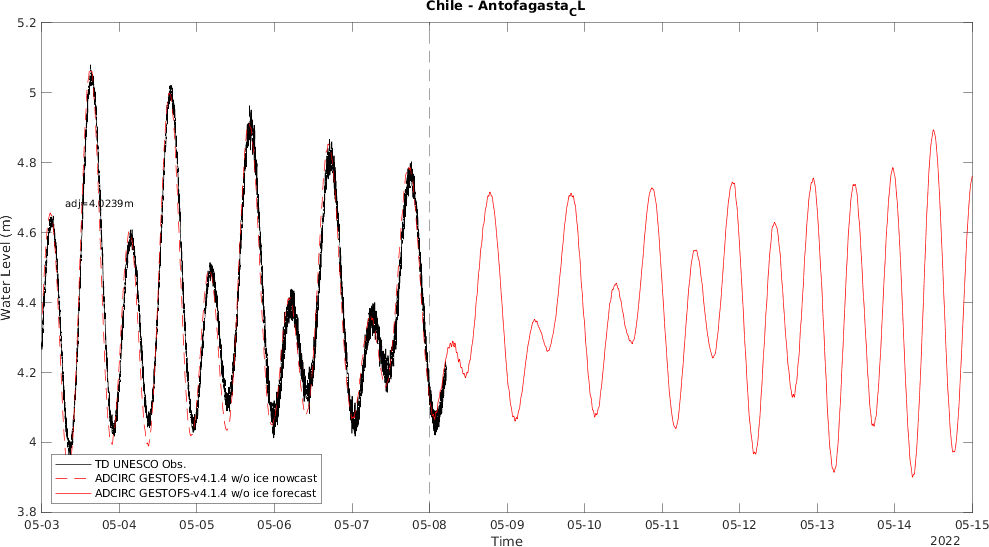 Chile - AntofagastaCL
5.2
5
4.8
4.6
4.4
4.2
4
3.8
Water Level (m)
adj=4.0239m
TD UNESCO Obs.
ADCIRC GESTOFS-v4.1.4 w/o ice nowcast
ADCIRC GESTOFS-v4.1.4 w/o ice forecast
05-03 05-04 05-05 05-06 05-07 05-08 05-09 05-10 05-11 05-12 05-13 05-14 05-15
Time
2022